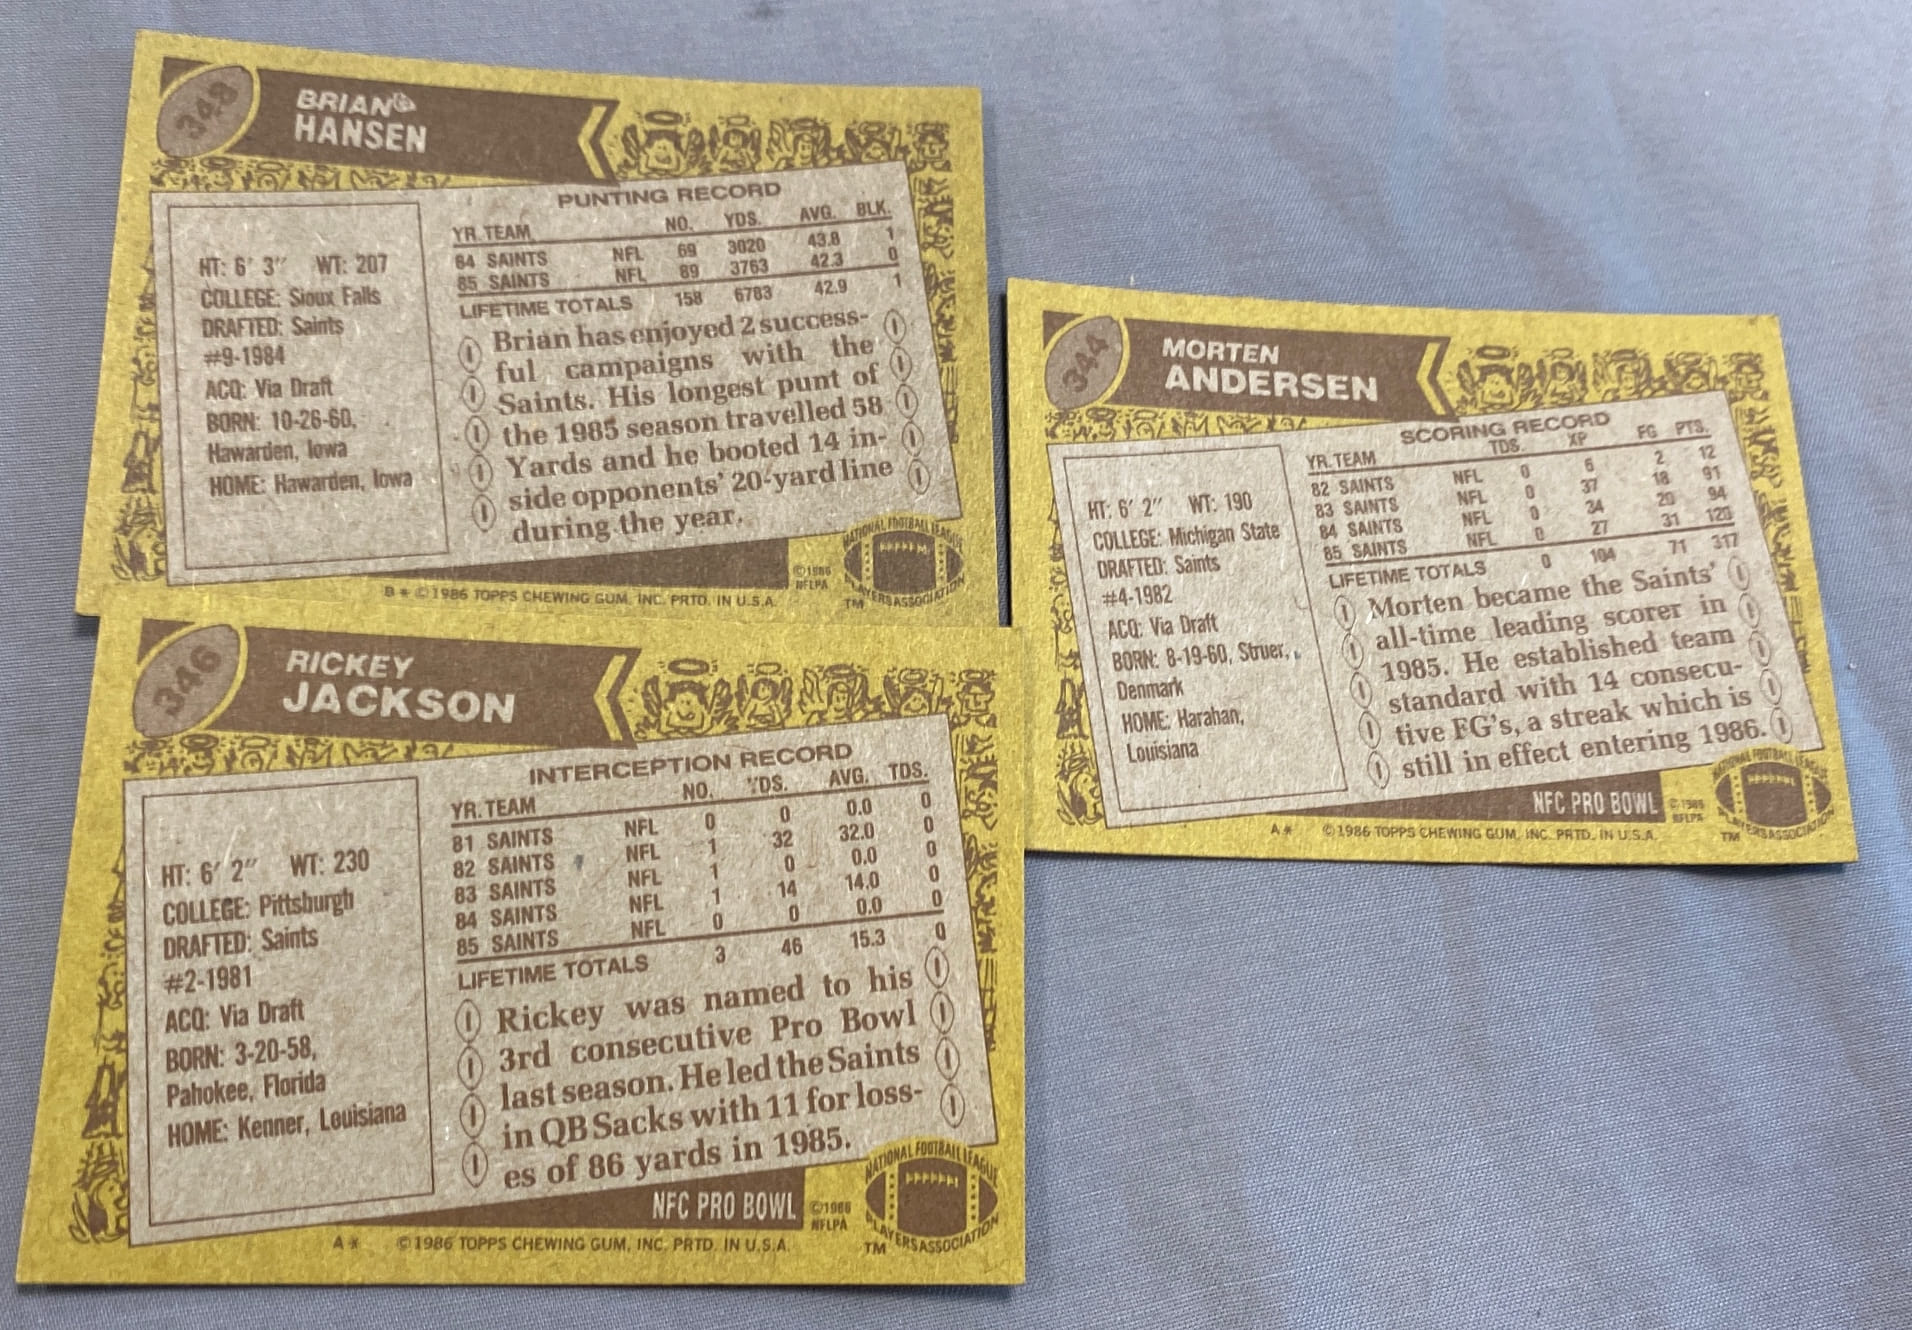 343
BRIAN
HANSEN
PUNTING RECORD
YR. TEAM NO. YDS. AVG. BLK.
84 SAINTS NFL 69 3020 43.8 1
85 SAINTS NFL 89 3763 42.3 0
LIFETIME TOTALS 158 6783 42.9 1
HT: 6' 3" WT: 207
COLLEGE: Sioux Falls
DRAFTED: Saints
#9-1984
ACQ: Via Draft
BORN: 10-26-60,
Hawarden, Iowa
HOME: Hawarden, Iowa
Brian has enjoyed 2 success-
ful campaigns with the
Saints. His longest punt of
the 1985 season travelled 58
Yards and he booted 14 in-
side opponents' 20-yard line
during the year.
©1986
NFLPA
NATIONAL FOOTBALL LEAGUE
PLAYERS ASSOCIATION
TM
B * © 1986 TOPPS CHEWING GUM, INC. PRTD. IN U.S.A.
344
MORTEN
ANDERSEN
SCORING RECORD
YR. TEAM TDS. XP FG PTS.
82 SAINTS NFL 0 6 2 12
83 SAINTS NFL 0 37 18 91
84 SAINTS NFL 0 34 20 94
85 SAINTS NFL 0 27 31 120
LIFETIME TOTALS 0 104 71 317
HT: 6' 2" WT: 190
COLLEGE: Michigan State
DRAFTED: Saints
#4-1982
ACQ: Via Draft
BORN: 8-19-60, Struer,
Denmark
HOME: Harahan,
Louisiana
Morten became the Saints'
all-time leading scorer in
1985. He established team
standard with 14 consecu-
tive FG's, a streak which is
still in effect entering 1986.
NFC PRO BOWL
©1986
NFLPA
NATIONAL FOOTBALL LEAGUE
PLAYERS ASSOCIATION
TM
A * © 1986 TOPPS CHEWING GUM, INC. PRTD. IN U.S.A.
346
RICKEY
JACKSON
INTERCEPTION RECORD
YR. TEAM NO. YDS. AVG. TDS.
81 SAINTS NFL 0 0 0.0 0
82 SAINTS NFL 1 32 32.0 0
83 SAINTS NFL 1 0 0.0 0
84 SAINTS NFL 1 14 14.0 0
85 SAINTS NFL 0 0 0.0 0
LIFETIME TOTALS 3 46 15.3 0
HT: 6' 2" WT: 230
COLLEGE: Pittsburgh
DRAFTED: Saints
#2-1981
ACQ: Via Draft
BORN: 3-20-58,
Pahokee, Florida
HOME: Kenner, Louisiana
Rickey was named to his
3rd consecutive Pro Bowl
last season. He led the Saints
in QB Sacks with 11 for loss-
es of 86 yards in 1985.
NFC PRO BOWL
©1986
NFLPA
NATIONAL FOOTBALL LEAGUE
PLAYERS ASSOCIATION
TM
A * © 1986 TOPPS CHEWING GUM, INC. PRTD. IN U.S.A.